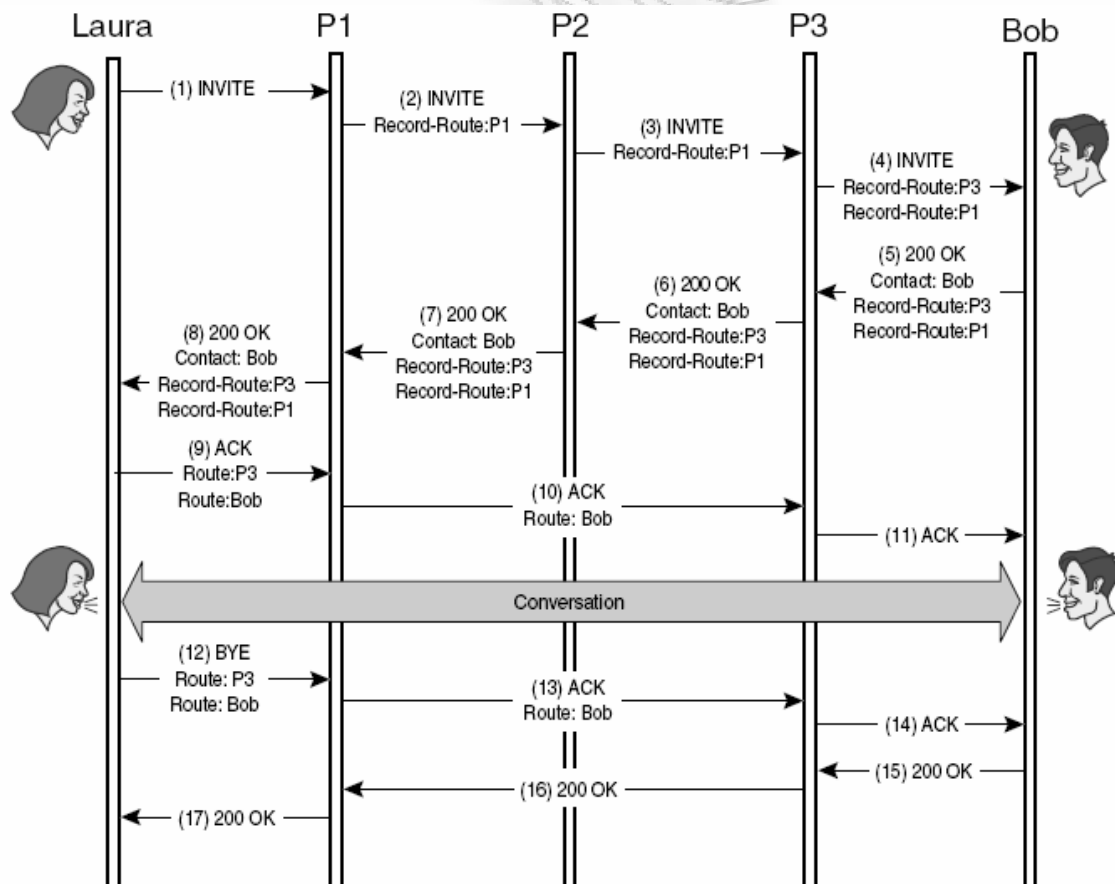 Laura P1 P2 P3 Bob
(1) INVITE
(2) INVITE
Record-Route:P1
(3) INVITE
Record-Route:P1
(4) INVITE
Record-Route:P3
Record-Route:P1
(5) 200 OK
Contact: Bob
Record-Route:P3
Record-Route:P1
(6) 200 OK
Contact: Bob
Record-Route:P3
Record-Route:P1
(7) 200 OK
Contact: Bob
Record-Route:P3
Record-Route:P1
(8) 200 OK
Contact: Bob
Record-Route:P3
Record-Route:P1
(9) ACK
Route:P3
Route:Bob
(10) ACK
Route: Bob
(11) ACK
Conversation
(12) BYE
Route: P3
Route: Bob
(13) ACK
Route: Bob
(14) ACK
(15) 200 OK
(16) 200 OK
(17) 200 OK